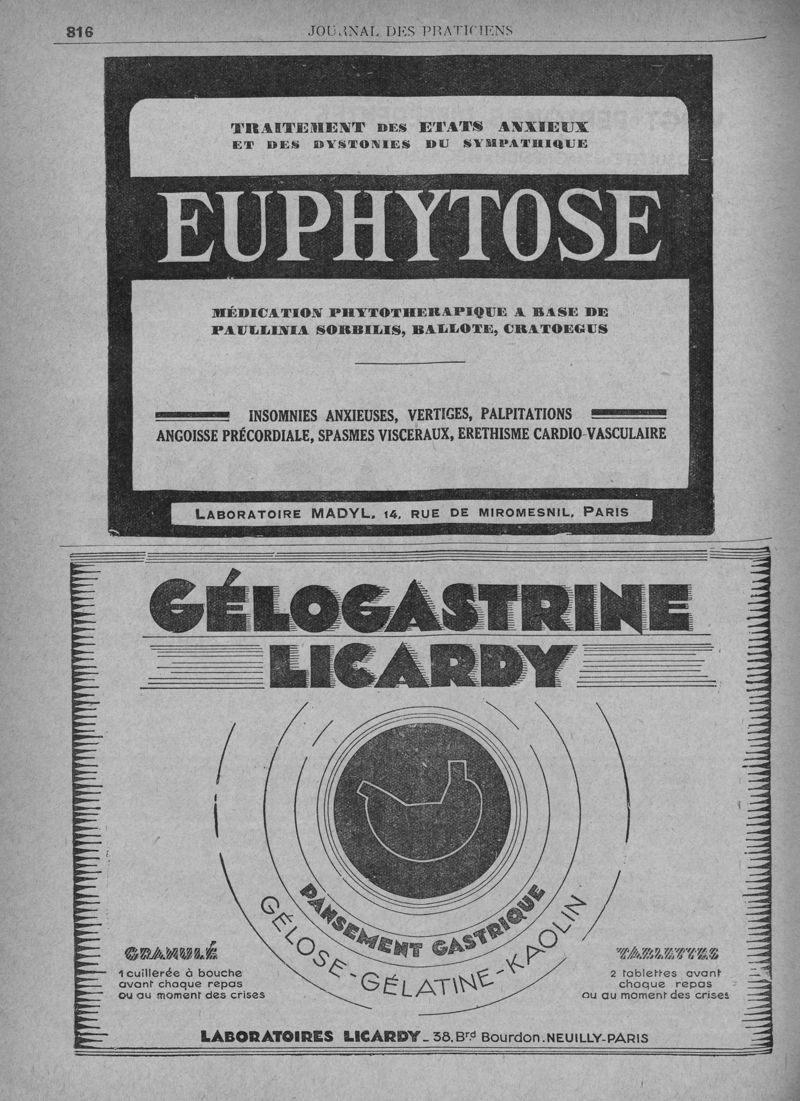 816
JOURNAL DES PRATICIENS
TRAITEMENT DES ETATS ANXIEUX
ET DES DYSTONIES DU SYMPATHIQUE
EUPHYTOSE
MÉDICATION PHYTOTHERAPIQUE A BASE DE
PAULLINIA SORBILIS, BALLOTE, CRATOEGUS
INSOMNIES ANXIEUSES, VERTIGES, PALPITATIONS
ANGOISSE PRÉCORDIALE, SPASMES VISCERAUX, ERETHISME CARDIO-VASCULAIRE
LABORATOIRE MADYL, 14, RUE DE MIROMESNIL, PARIS
GÉLOGASTRINE
LICARDY
PANSEMENT GASTRIQUE
GÉLOSE-GÉLATINE-KAOLIN
GRANULÉ
1 cuillerée à bouche
avant chaque repas
ou au moment des crises
TABLETTES
2 tablettes avant
chaque repas
ou au moment des crises
LABORATOIRES LICARDY_38.Brd Bourdon.NEUILLY-PARIS